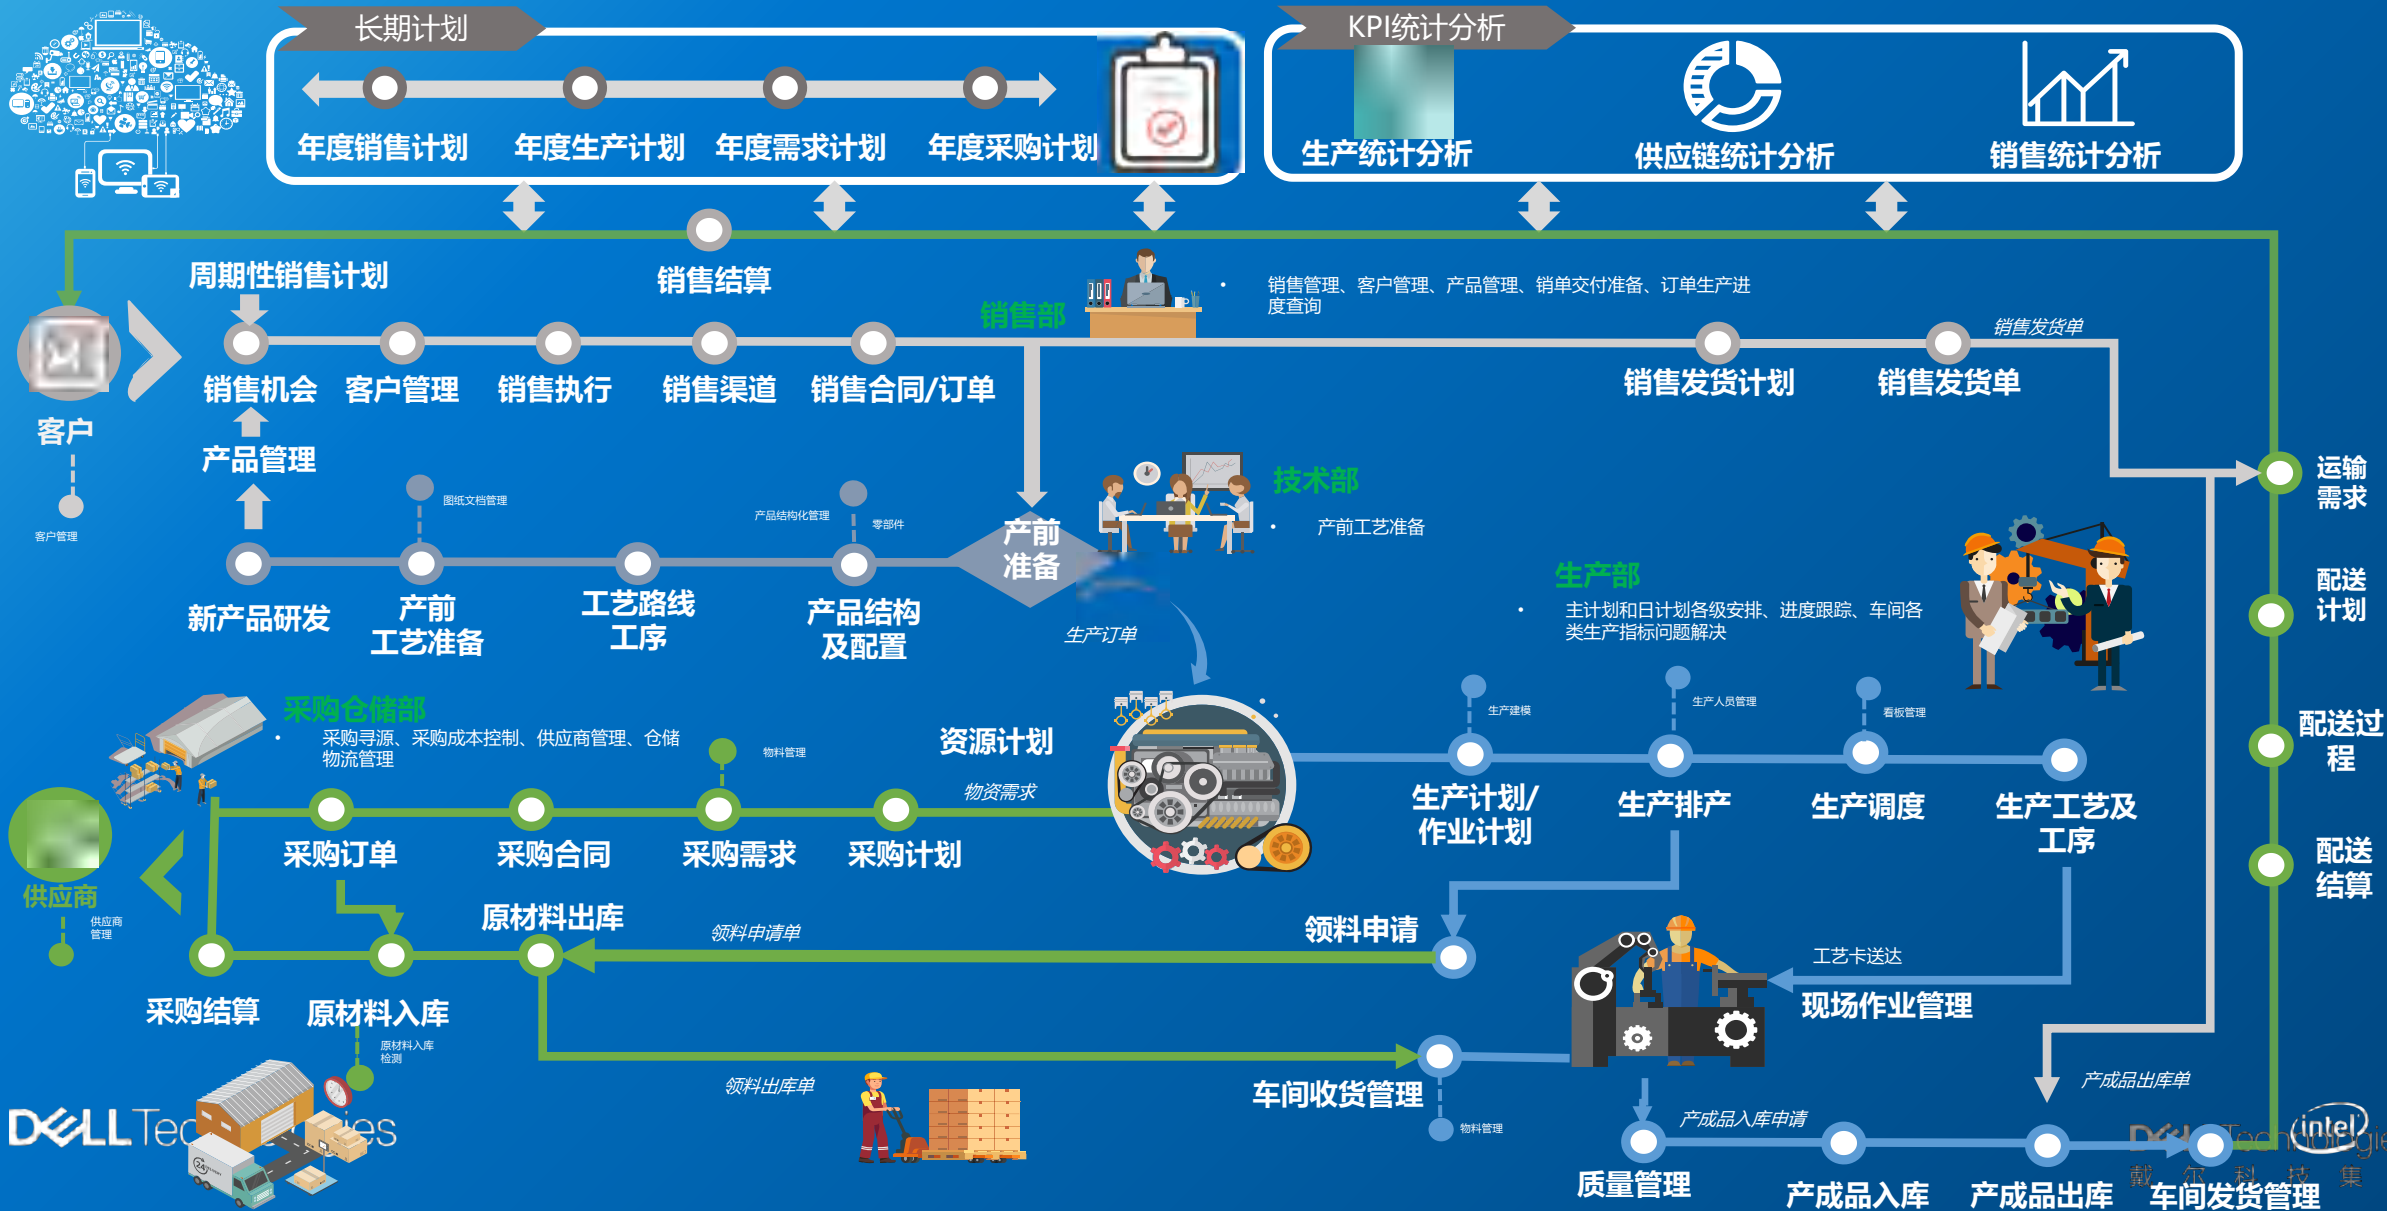 长期计划
KPI统计分析
年度销售计划
年度生产计划
年度需求计划
年度采购计划
生产统计分析
供应链统计分析
销售统计分析
周期性销售计划
销售结算
销售部
• 销售管理、客户管理、产品管理、销单交付准备、订单生产进
度查询
销售发货单
销售机会
客户管理
销售执行
销售渠道
销售合同/订单
销售发货计划
销售发货单
客户
客户管理
产品管理
图纸文档管理
产品结构化管理
零部件
产前
准备
技术部
• 产前工艺准备
运输
需求
新产品研发
产前
工艺准备
工艺路线
工序
产品结构
及配置
生产订单
生产部
• 主计划和日计划各级安排、进度跟踪、车间各
类生产指标问题解决
配送
计划
采购仓储部
• 采购寻源、采购成本控制、供应商管理、仓储
物流管理
物料管理
资源计划
物资需求
生产建模
生产人员管理
看板管理
配送过
程
采购订单
采购合同
采购需求
采购计划
生产计划/
作业计划
生产排产
生产调度
生产工艺及
工序
配送
结算
供应商
供应商
管理
原材料出库
领料申请单
领料申请
工艺卡送达
现场作业管理
采购结算
原材料入库
原材料入库
检测
领料出库单
车间收货管理
物料管理
产成品入库申请
产成品出库单
质量管理
产成品入库
产成品出库
车间发货管理
DELL Tec es
24
DELL Technologie
戴 尔 科 技 集
intel